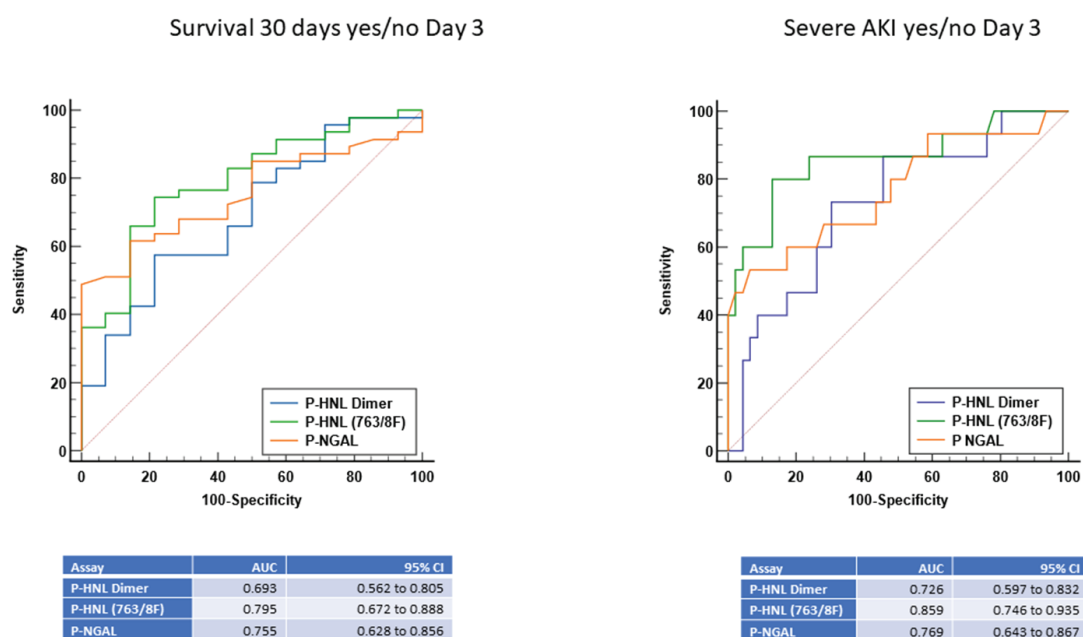 Survival 30 days yes/no Day 3
100
80
60
40
20
0
Sensitivity
0 20 40 60 80 100
100-Specificity
P-HNL Dimer
P-HNL (763/8F)
P-NGAL
Assay AUC 95% CI
P-HNL Dimer 0.693 0.562 to 0.805
P-HNL (763/8F) 0.795 0.672 to 0.888
P-NGAL 0.755 0.628 to 0.856
Severe AKI yes/no Day 3
100
80
60
40
20
0
Sensitivity
0 20 40 60 80 100
100-Specificity
P-HNL Dimer
P-HNL (763/8F)
P NGAL
Assay AUC 95% CI
P-HNL Dimer 0.726 0.597 to 0.832
P-HNL (763/8F) 0.859 0.746 to 0.935
P-NGAL 0.769 0.643 to 0.867